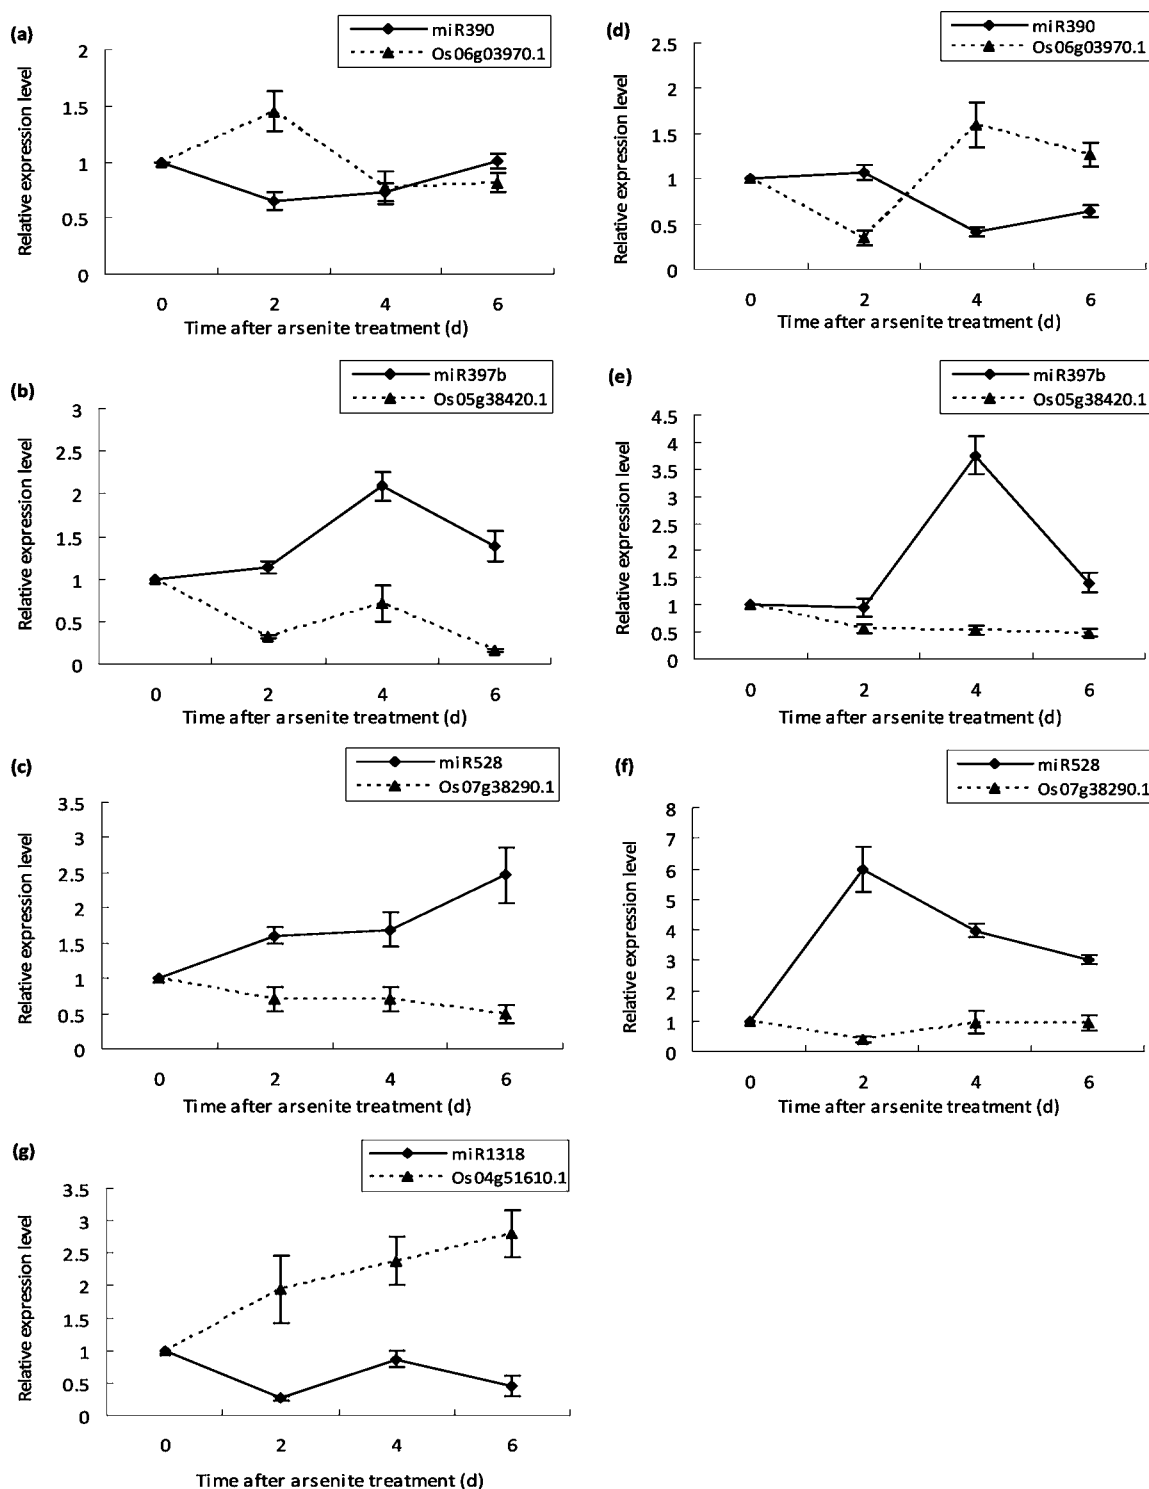 (a)
miR390
Os06g03970.1
Relative expression level
2
1.5
1
0.5
0
0 2 4 6
Time after arsenite treatment (d)
(d)
miR390
Os06g03970.1
Relative expression level
2.5
2
1.5
1
0.5
0
0 2 4 6
Time after arsenite treatment (d)
(b)
miR397b
Os05g38420.1
Relative expression level
3
2.5
2
1.5
1
0.5
0
0 2 4 6
Time after arsenite treatment (d)
(e)
miR397b
Os05g38420.1
Relative expression level
4.5
4
3.5
3
2.5
2
1.5
1
0.5
0
0 2 4 6
Time after arsenite treatment (d)
(c)
miR528
Os07g38290.1
Relative expression level
3.5
3
2.5
2
1.5
1
0.5
0
0 2 4 6
Time after arsenite treatment (d)
(f)
miR528
Os07g38290.1
Relative expression level
8
7
6
5
4
3
2
1
0
0 2 4 6
Time after arsenite treatment (d)
(g)
miR1318
Os04g51610.1
Relative expression level
3.5
3
2.5
2
1.5
1
0.5
0
0 2 4 6
Time after arsenite treatment (d)